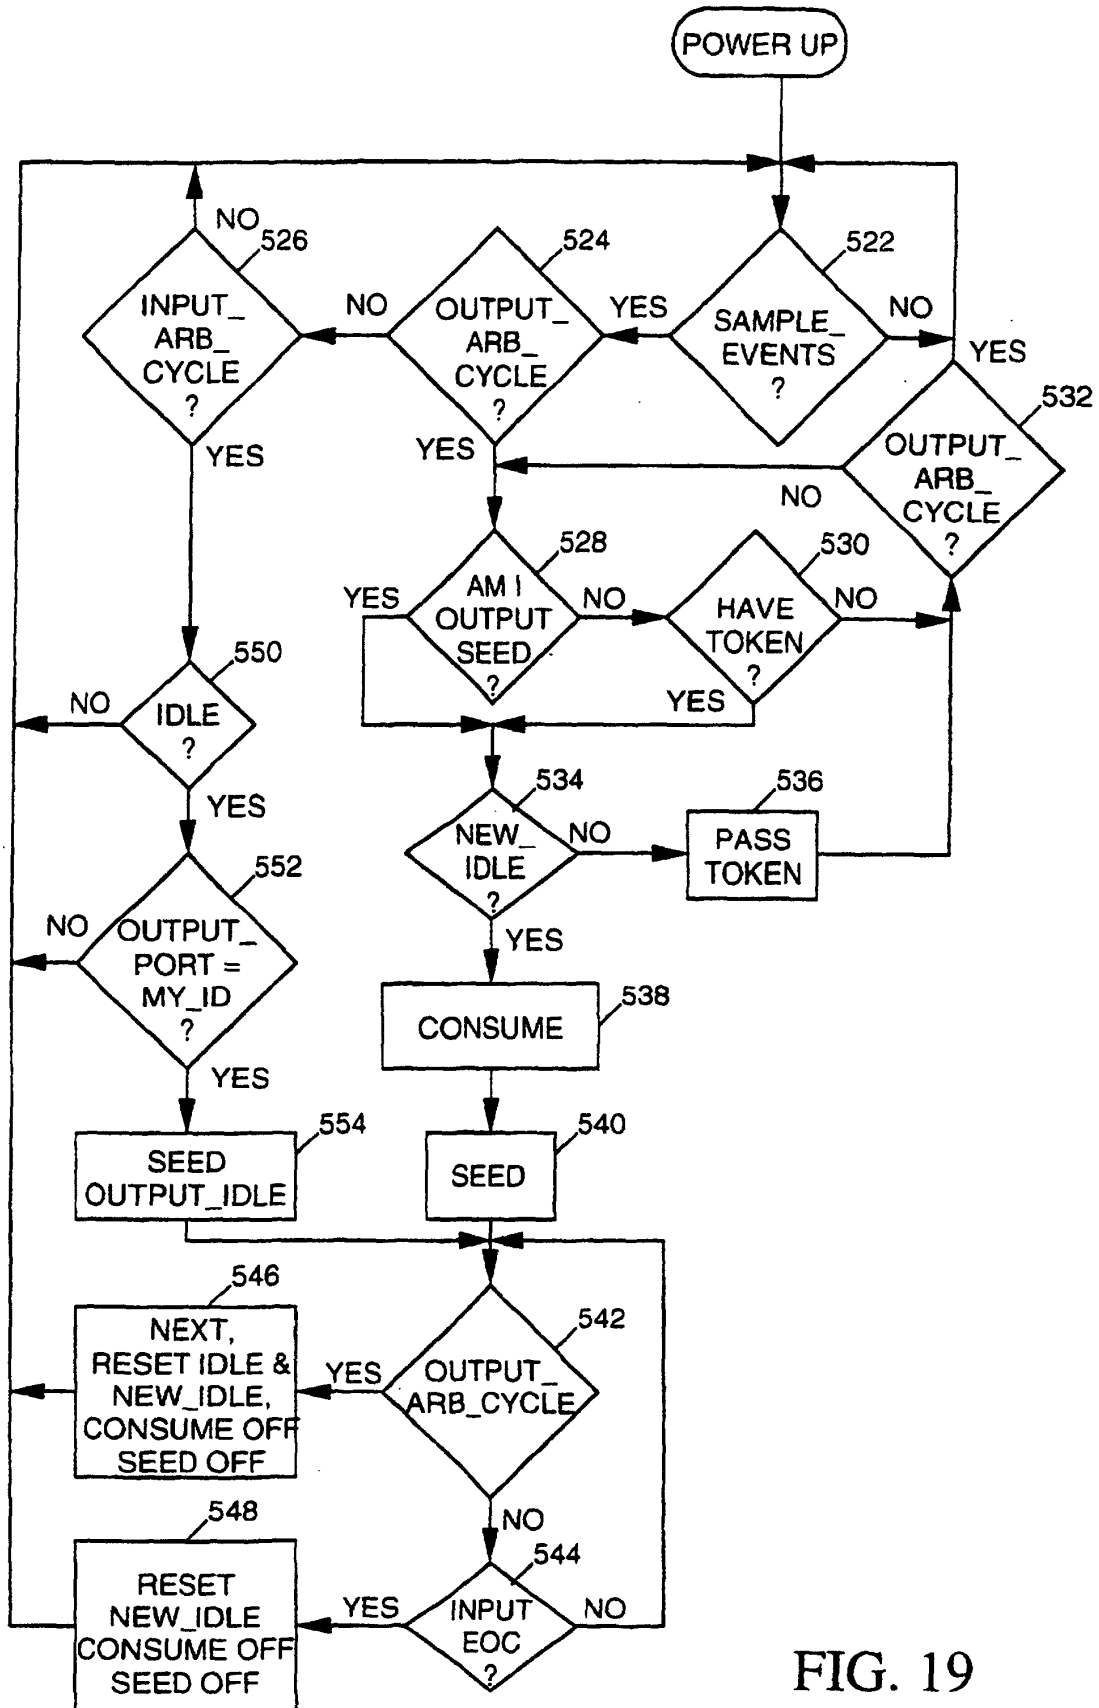 POWER UP
NO
526
INPUT_
ARB_
CYCLE
?
YES
NO
524
OUTPUT_
ARB_
CYCLE
?
YES
YES
522
SAMPLE_
EVENTS
?
NO
YES
532
OUTPUT_
ARB_
CYCLE
?
NO
528
AM I
OUTPUT
SEED
?
YES
NO
530
HAVE
TOKEN
?
NO
YES
550
IDLE
?
NO
YES
534
NEW_
IDLE
?
NO
YES
536
PASS
TOKEN
552
OUTPUT_
PORT =
MY_ID
?
NO
YES
538
CONSUME
554
SEED
OUTPUT_IDLE
540
SEED
546
NEXT,
RESET IDLE &
NEW_IDLE,
CONSUME OFF
SEED OFF
YES
542
OUTPUT_
ARB_CYCLE
NO
548
RESET
NEW_IDLE
CONSUME OFF
SEED OFF
YES
544
INPUT
EOC
?
NO
FIG. 19